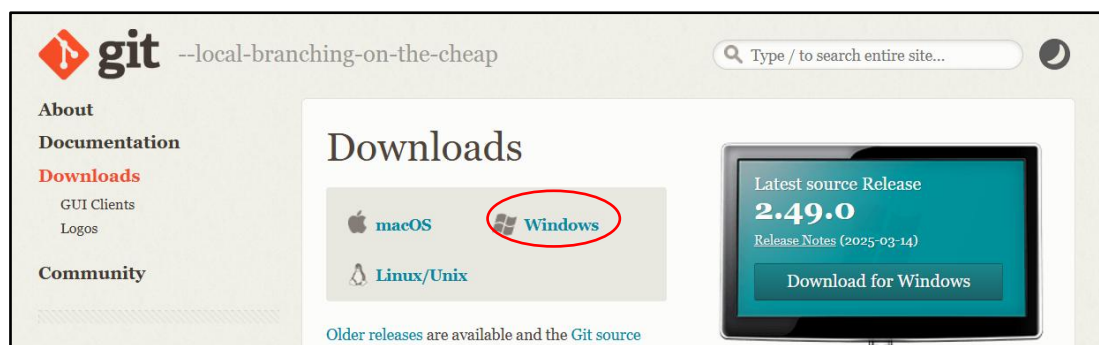 git --local-branching-on-the-cheap
Type / to search entire site...
About
Documentation
Downloads
GUI Clients
Logos
Community
Downloads
macOS
Windows
Linux/Unix
Older releases are available and the Git source
Latest source Release
2.49.0
Release Notes (2025-03-14)
Download for Windows